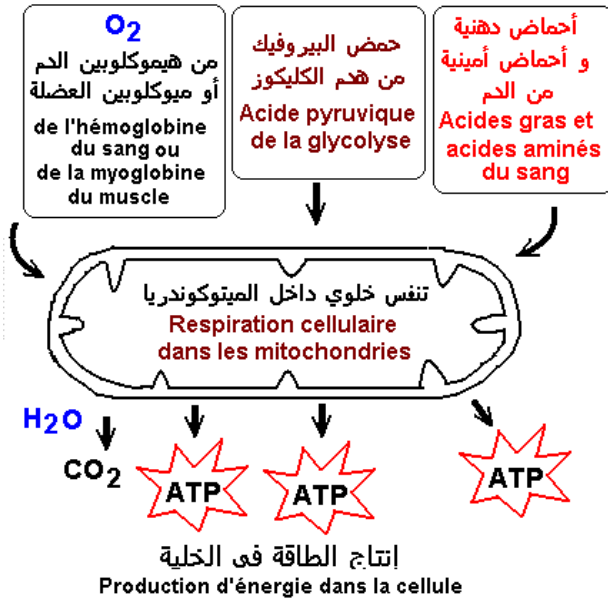 O2
من هيموكلوبين الدم
أو ميوكلوبين العضلة
de l'hémoglobine
du sang ou
de la myoglobine
du muscle
حمض البيروفيك
من هدم الكليكوز
Acide pyruvique
de la glycolyse
أحماض دهنية
و أحماض أمينية
من الدم
Acides gras et
acides aminés
du sang
تنفس خلوي داخل الميتوكوندريا
Respiration cellulaire
dans les mitochondries
H2O
CO2
ATP
ATP
ATP
إنتاج الطاقة في الخلية
Production d'énergie dans la cellule